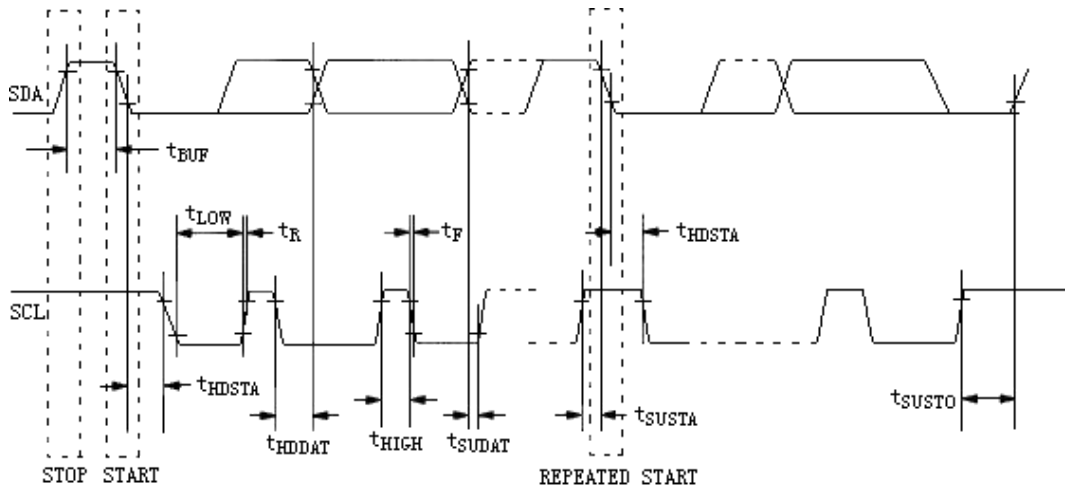 SDA
tBUF
tLOW
tR
tF
tHDSTA
SCL
tHDSTA
tHDDAT
tHIGH
tSUDAT
tSUSTA
tSUSTO
STOP START
REPEATED START